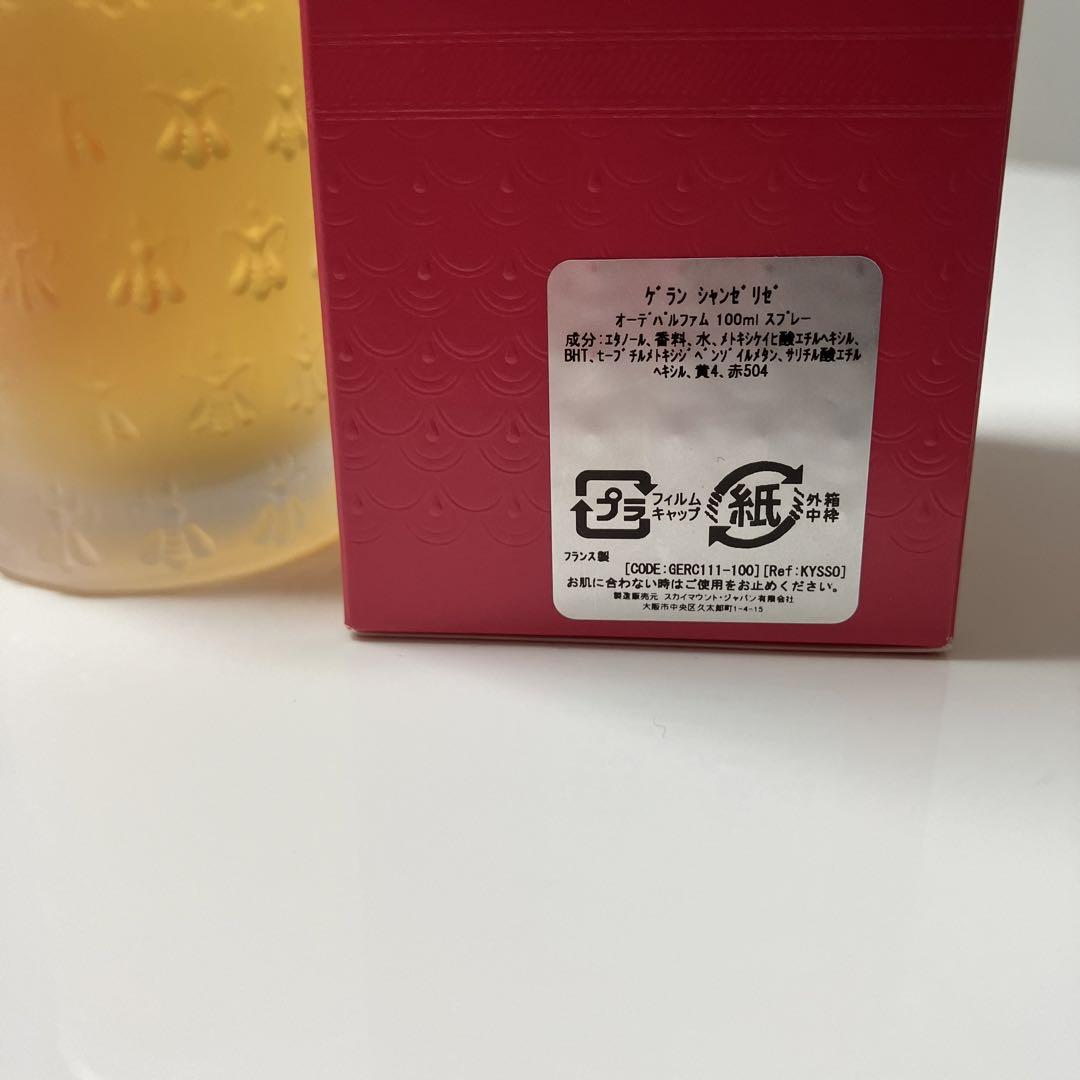 ｹﾞﾗﾝ ｼｬﾝｾﾞﾘｾﾞ
ｵｰﾃﾞﾊﾟﾙﾌｧﾑ 100ml ｽﾌﾟﾚｰ
成分:ｴﾀﾉｰﾙ、香料、水、ﾒﾄｷｼｹｲﾋ酸ｴﾁﾙﾍｷｼﾙ、
BHT、ｾｰﾌﾞﾁﾙﾒﾄｷｼｼﾞﾍﾞﾝｿﾞｲﾙﾒﾀﾝ、ｻﾘﾁﾙ酸ｴﾁﾙ
ﾍｷｼﾙ、黄4、赤504
プラ
フィルム
キャップ
紙
外箱
中枠
フランス製
[CODE:GERC111-100][Ref:KYSSO]
お肌に合わない時はご使用をお止めください。
製造販売元 スカイマウント・ジャパン有限会社
大阪市中央区久太郎町1-4-15